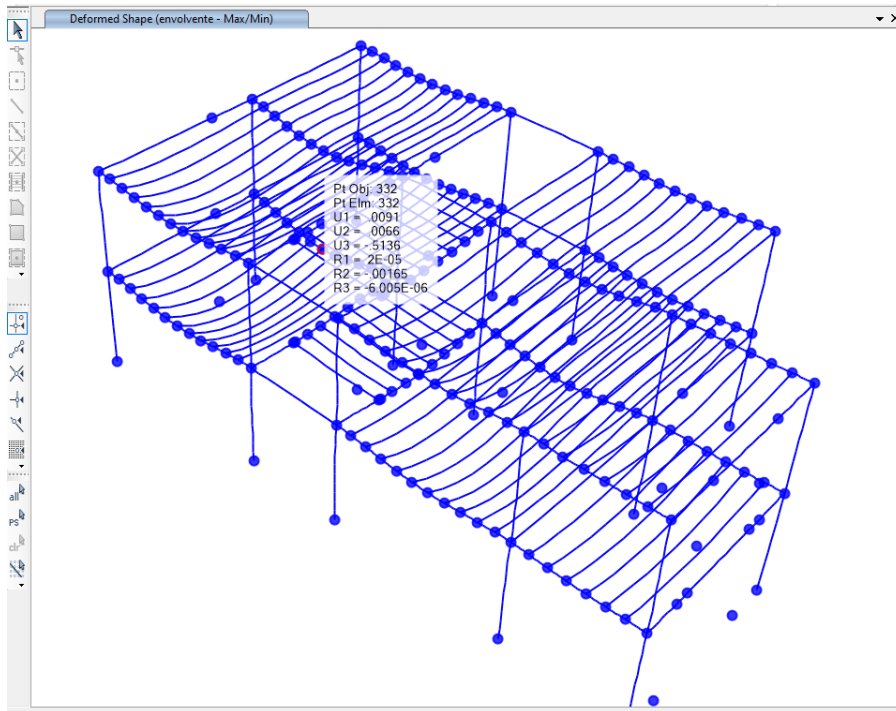 Deformed Shape (envolvente - Max/Min)
Pt Obj: 332
Pt Elm: 332
U1 = .0091
U2 = .0066
U3 = -.5136
R1 = 2E-05
R2 = -.00165
R3 = -6.005E-06
all
PS
clr